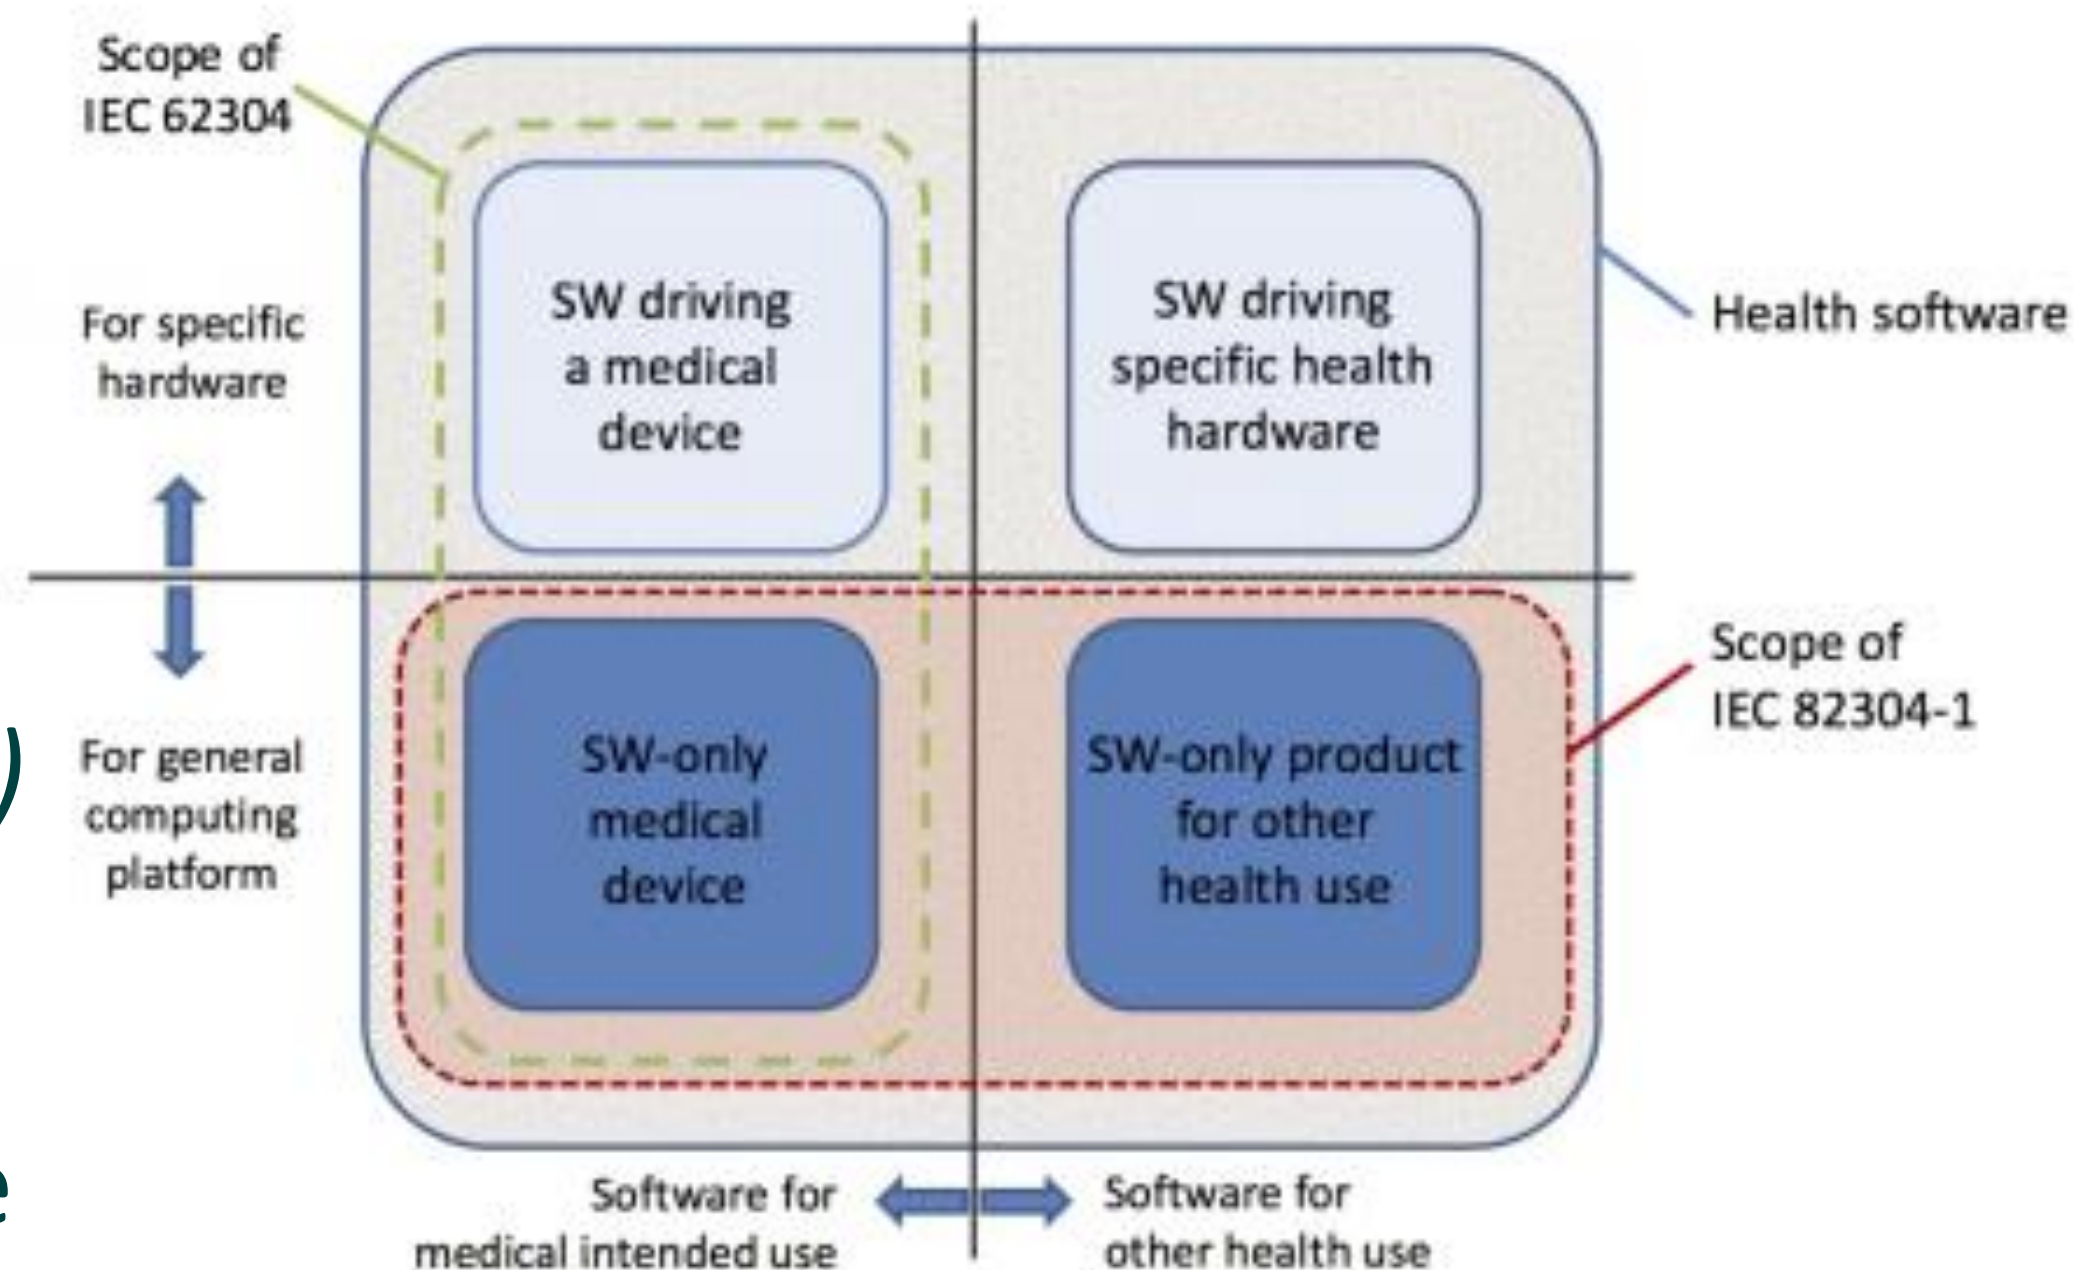 Scope of
IEC 62304
SW driving
a medical
device
SW driving
specific health
hardware
Health software
For specific
hardware
For general
computing
platform
SW-only
medical
device
SW-only product
for other
health use
Scope of
IEC 82304-1
)
e
Software for
medical intended use
Software for
other health use